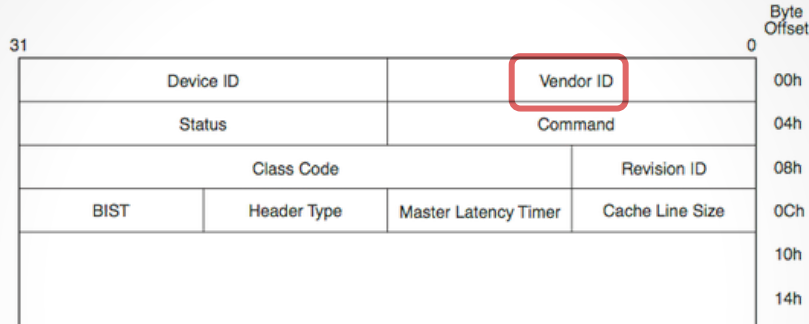 Byte
Offset
31 0
Device ID Vendor ID 00h
Status Command 04h
Class Code Revision ID 08h
BIST Header Type Master Latency Timer Cache Line Size 0Ch
10h
14h